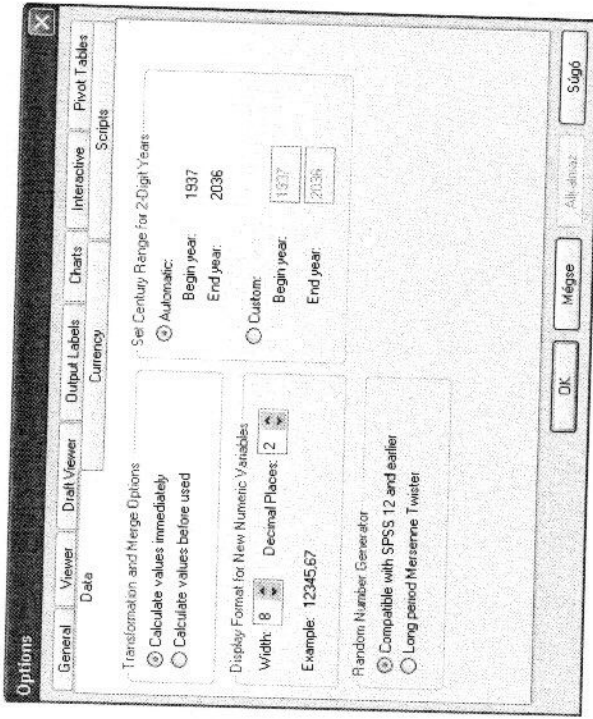 Options
General Viewer Draft Viewer Output Labels Charts Interactive Pivot Tables
Data Currency Scripts
Transformation and Merge Options
Calculate values immediately
Calculate values before used
Display Format for New Numeric Variables
Width: 8 Decimal Places: 2
Example: 12345,67
Random Number Generator
Compatible with SPSS 12 and earlier
Long period Mersenne Twister
Set Century Range for 2-Digit Years
Automatic:
Begin year: 1937
End year: 2036
Custom:
Begin year: 1937
End year: 2036
OK Mégse Alkalmaz Súgó